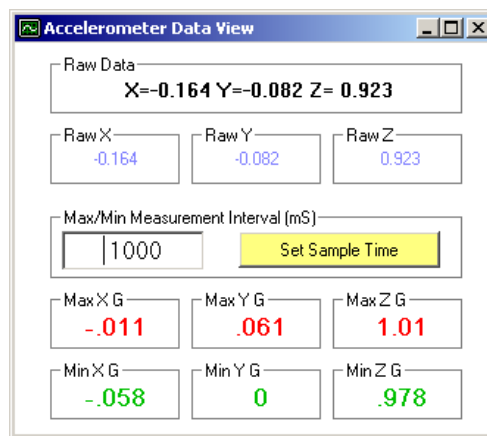 Accelerometer Data View
Raw Data
X=-0.164 Y=-0.082 Z= 0.923
Raw X Raw Y Raw Z
-0.164 -0.082 0.923
Max/Min Measurement Interval (mS)
1000 Set Sample Time
Max X G Max Y G Max Z G
-.011 .061 1.01
Min X G Min Y G Min Z G
-.058 0 .978